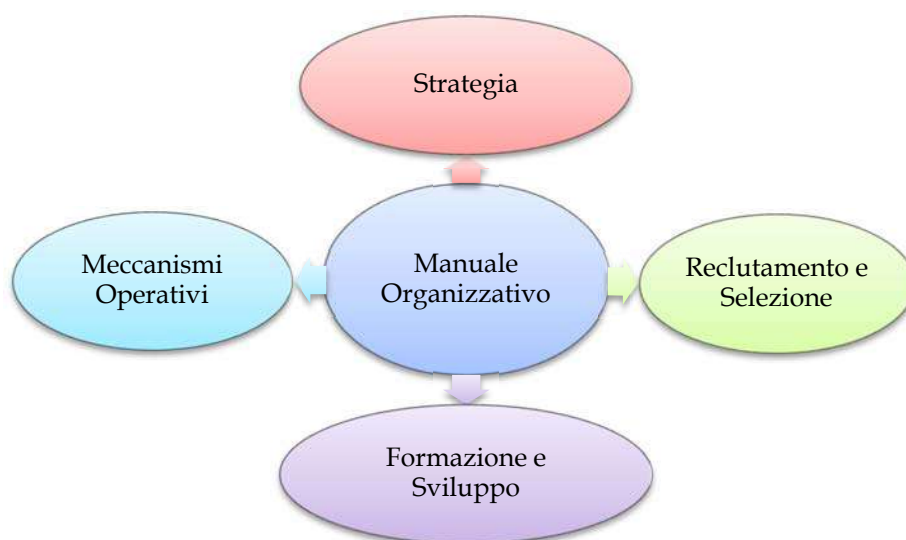 Strategia
Meccanismi
Operativi
Manuale
Organizzativo
Reclutamento e
Selezione
Formazione e
Sviluppo